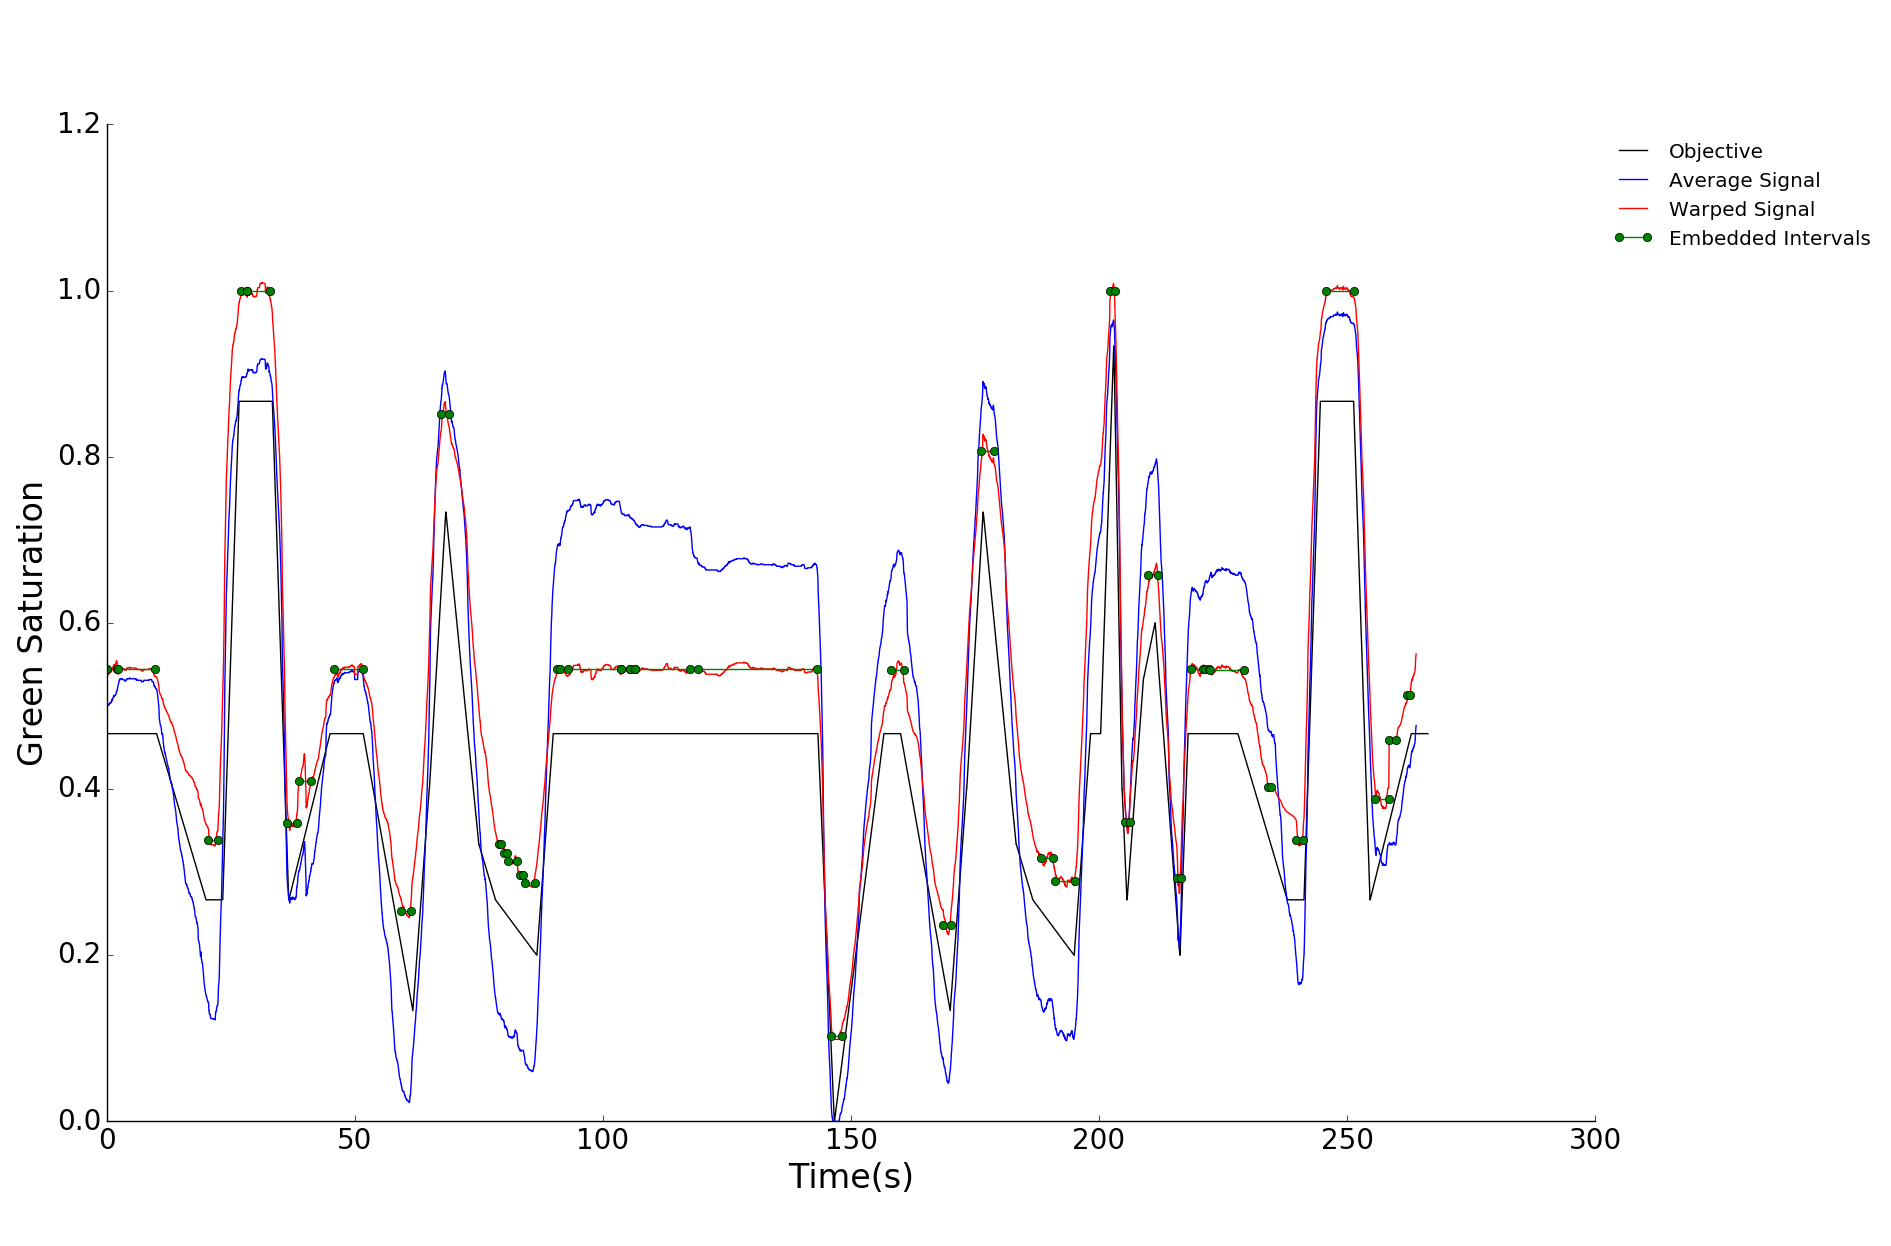 1.2
1.0
0.8
0.6
0.4
0.2
0.0
Green Saturation
0 50 100 150 200 250 300
Time(s)
Objective
Average Signal
Warped Signal
Embedded Intervals